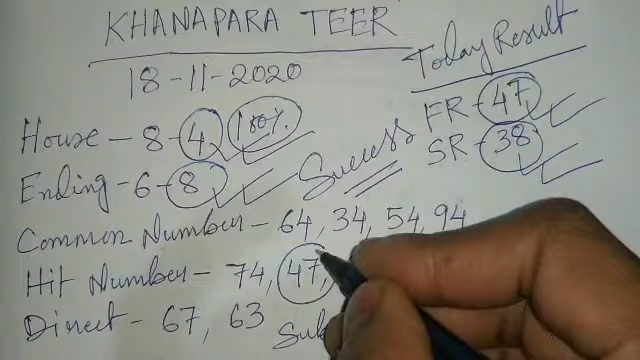 KHANAPARA TEER
18-11-2020
Today Result
FR - 47
SR - 38
House - 8 - 4 100%
Ending - 6 - 8 Success
Common Number - 64, 34, 54, 94
Hit Number - 74, 47,
Direct - 67, 63